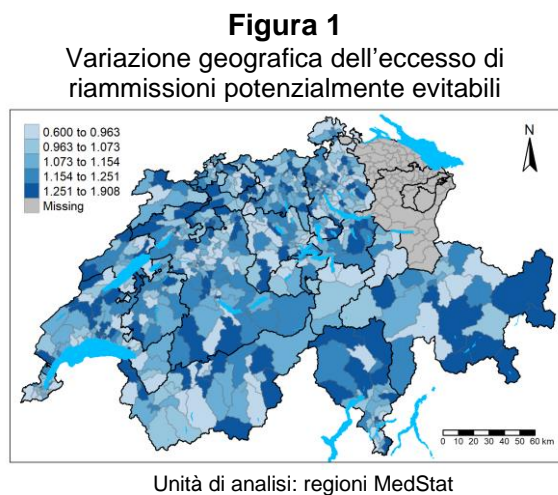 Figura 1
Variazione geografica dell'eccesso di
riammissioni potenzialmente evitabili
0.600 to 0.963
0.963 to 1.073
1.073 to 1.154
1.154 to 1.251
1.251 to 1.908
Missing
N
0 10 20 30 40 50 60 km
Unità di analisi: regioni MedStat